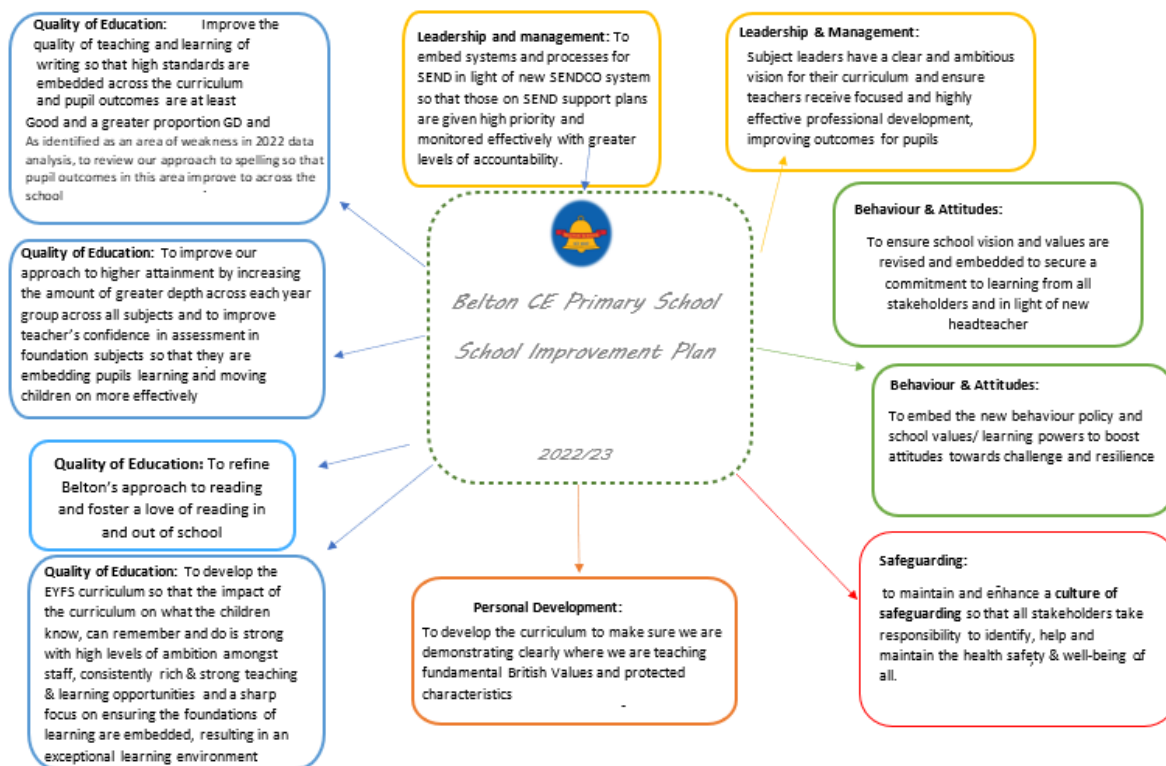 Quality of Education: Improve the
quality of teaching and learning of
writing so that high standards are
embedded across the curriculum
and pupil outcomes are at least
Good and a greater proportion GD and
As identified as an area of weakness in 2022 data
analysis, to review our approach to spelling so that
pupil outcomes in this area improve to across the
school
Leadership and management: To
embed systems and processes for
SEND in light of new SENDCO system
so that those on SEND support plans
are given high priority and
monitored effectively with greater
levels of accountability.
Leadership & Management:
Subject leaders have a clear and ambitious
vision for their curriculum and ensure
teachers receive focused and highly
effective professional development,
improving outcomes for pupils
Behaviour & Attitudes:
To ensure school vision and values are
revised and embedded to secure a
commitment to learning from all
stakeholders and in light of new
headteacher
Quality of Education: To improve our
approach to higher attainment by increasing
the amount of greater depth across each year
group across all subjects and to improve
teacher's confidence in assessment in
foundation subjects so that they are
embedding pupils learning and moving
children on more effectively
Belton CE Primary School
School Improvement Plan
2022/23
Behaviour & Attitudes:
To embed the new behaviour policy and
school values/ learning powers to boost
attitudes towards challenge and resilience
Quality of Education: To refine
Belton's approach to reading
and foster a love of reading in
and out of school
Quality of Education: To develop the
EYFS curriculum so that the impact of
the curriculum on what the children
know, can remember and do is strong
with high levels of ambition amongst
staff, consistently rich & strong teaching
& learning opportunities and a sharp
focus on ensuring the foundations of
learning are embedded, resulting in an
exceptional learning environment
Personal Development:
To develop the curriculum to make sure we are
demonstrating clearly where we are teaching
fundamental British Values and protected
characteristics
Safeguarding:
to maintain and enhance a culture of
safeguarding so that all stakeholders take
responsibility to identify, help and
maintain the health safety & well-being of
all.